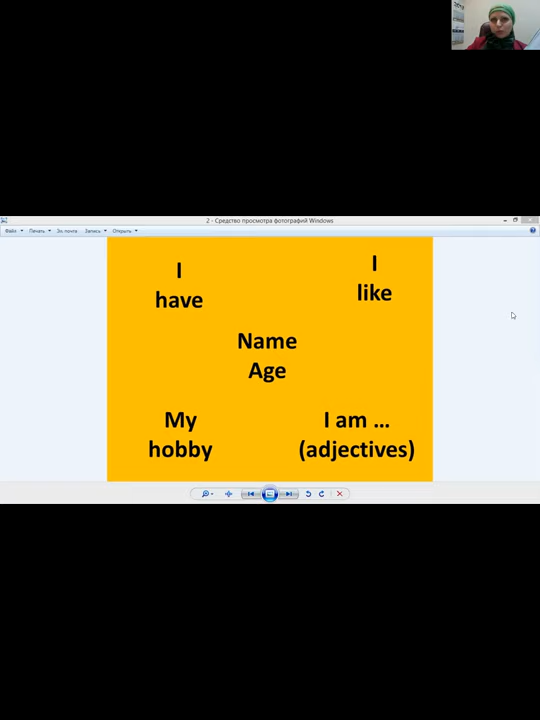 2 - Средство просмотра фотографий Windows
Файл Печать Эл. почта Запись Открыть
I
have
I
like
Name
Age
My
hobby
I am ...
(adjectives)